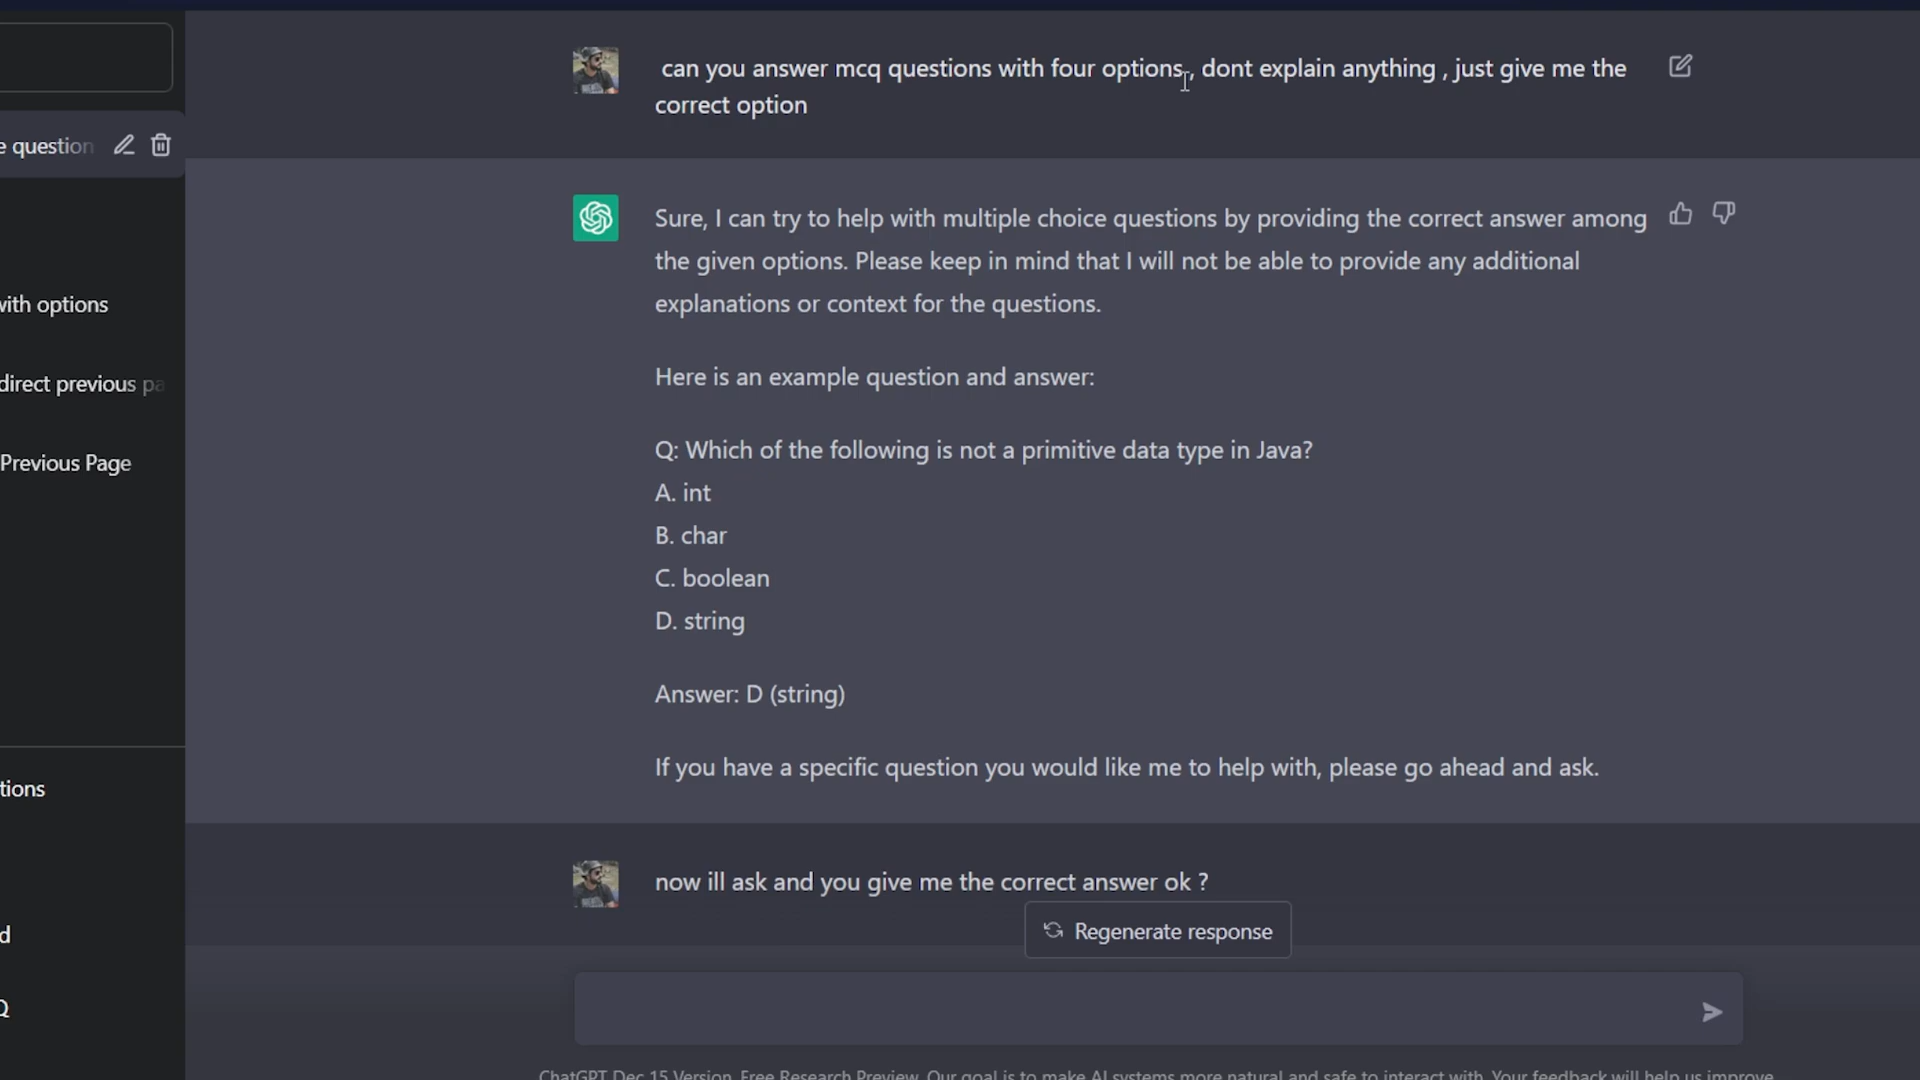 can you answer mcq questions with four options , dont explain anything , just give me the
correct option
e question
Sure, I can try to help with multiple choice questions by providing the correct answer among
the given options. Please keep in mind that I will not be able to provide any additional
explanations or context for the questions.
with options
direct previous pa
Here is an example question and answer:
Previous Page
Q: Which of the following is not a primitive data type in Java?
A. int
B. char
C. boolean
D. string
Answer: D (string)
If you have a specific question you would like me to help with, please go ahead and ask.
tions
now ill ask and you give me the correct answer ok ?
Regenerate response
d
Q
ChatGPT Dec 15 Version. Free Research Preview. Our goal is to make AI systems more natural and safe to interact with. Your feedback will help us improve